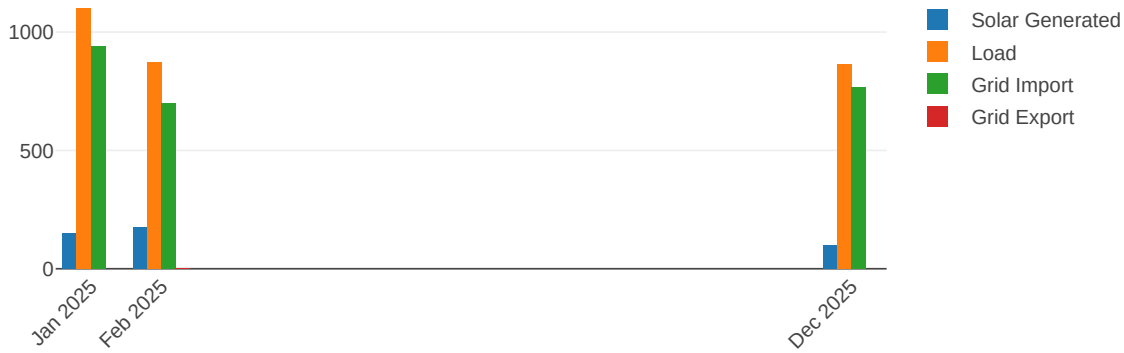 1000
500
0
Jan 2025
Feb 2025
Dec 2025
Solar Generated
Load
Grid Import
Grid Export